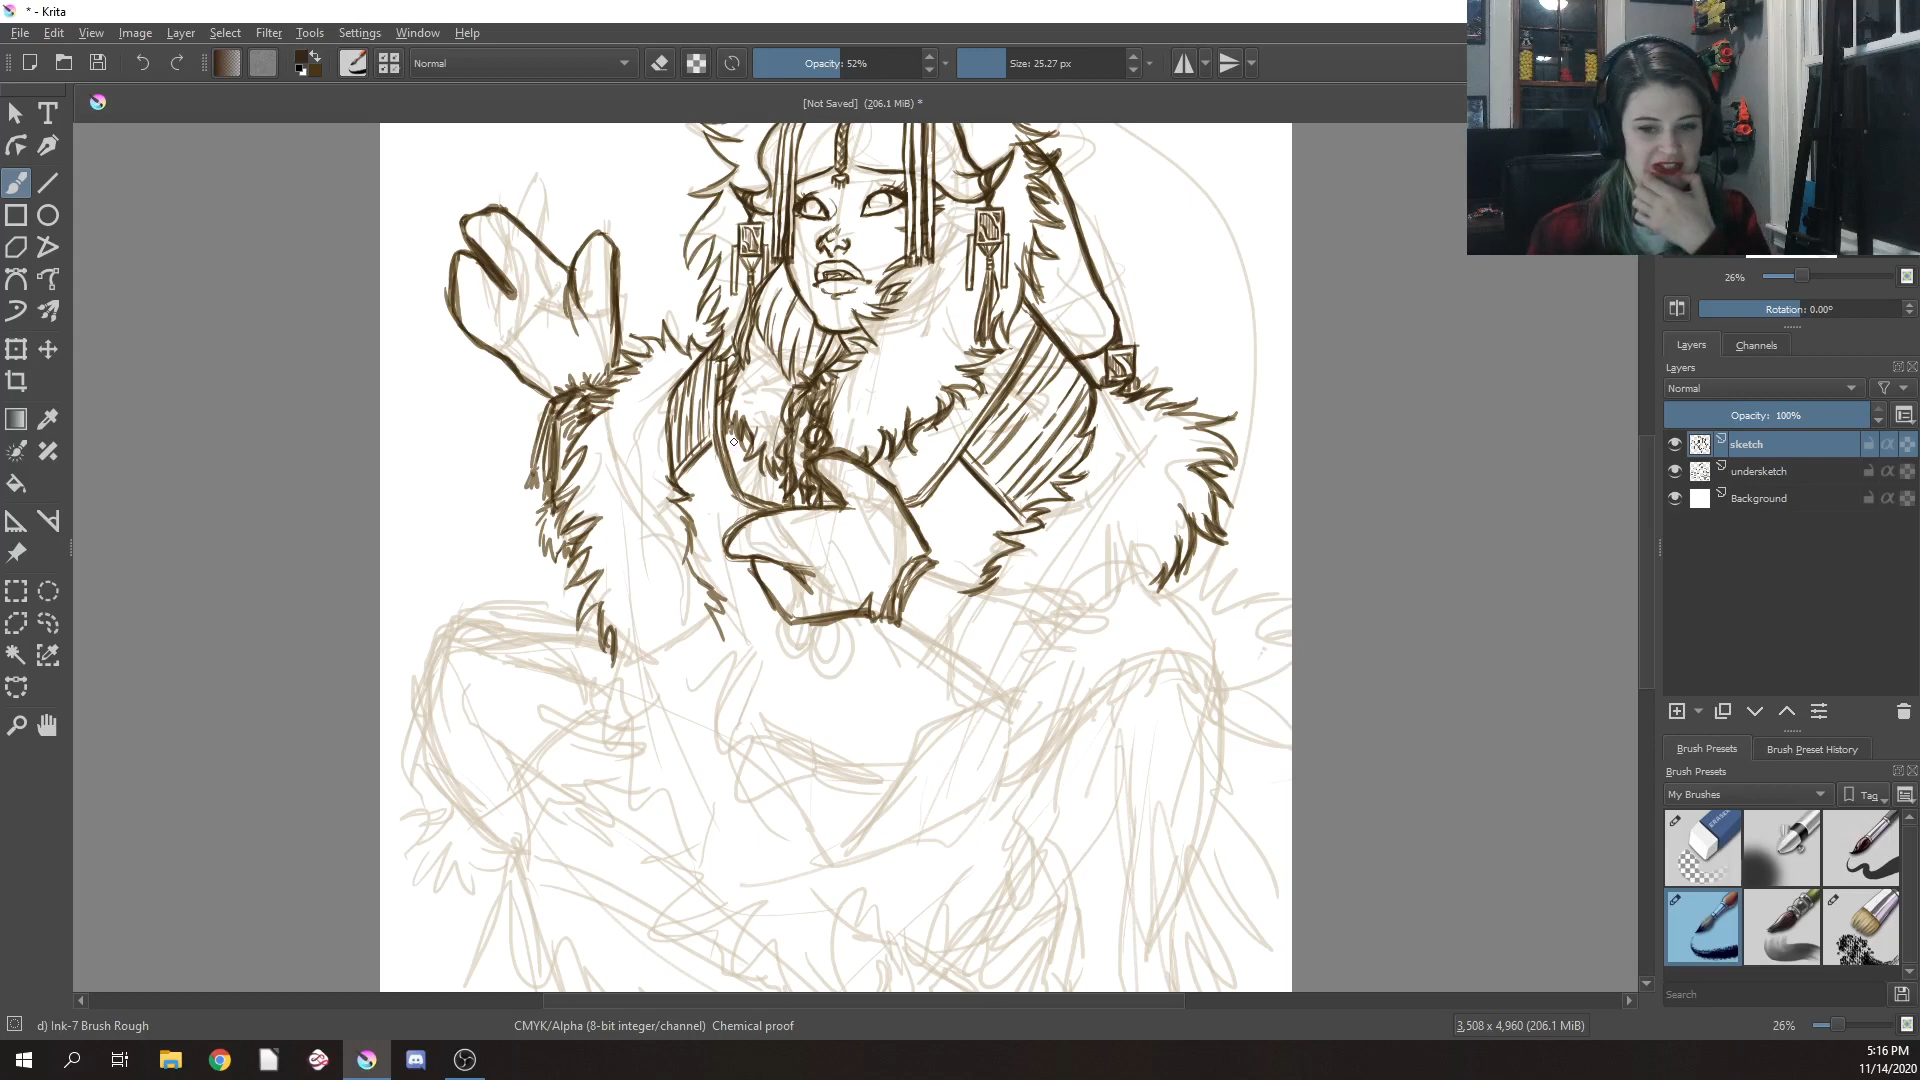 * - Krita
File Edit View Image Layer Select Filter Tools Settings Window Help
Normal
Opacity: 52%
Size: 25.27 px
[Not Saved] (206.1 MiB) *
26%
Rotation: 0.00°
Layers Channels
Layers
Normal
Opacity: 100%
sketch
undersketch
Background
Brush Presets Brush Preset History
Brush Presets
My Brushes
Tag
ERASER
Search
d) Ink-7 Brush Rough
CMYK/Alpha (8-bit integer/channel) Chemical proof
3,508 x 4,960 (206.1 MiB)
26%
5:16 PM
11/14/2020